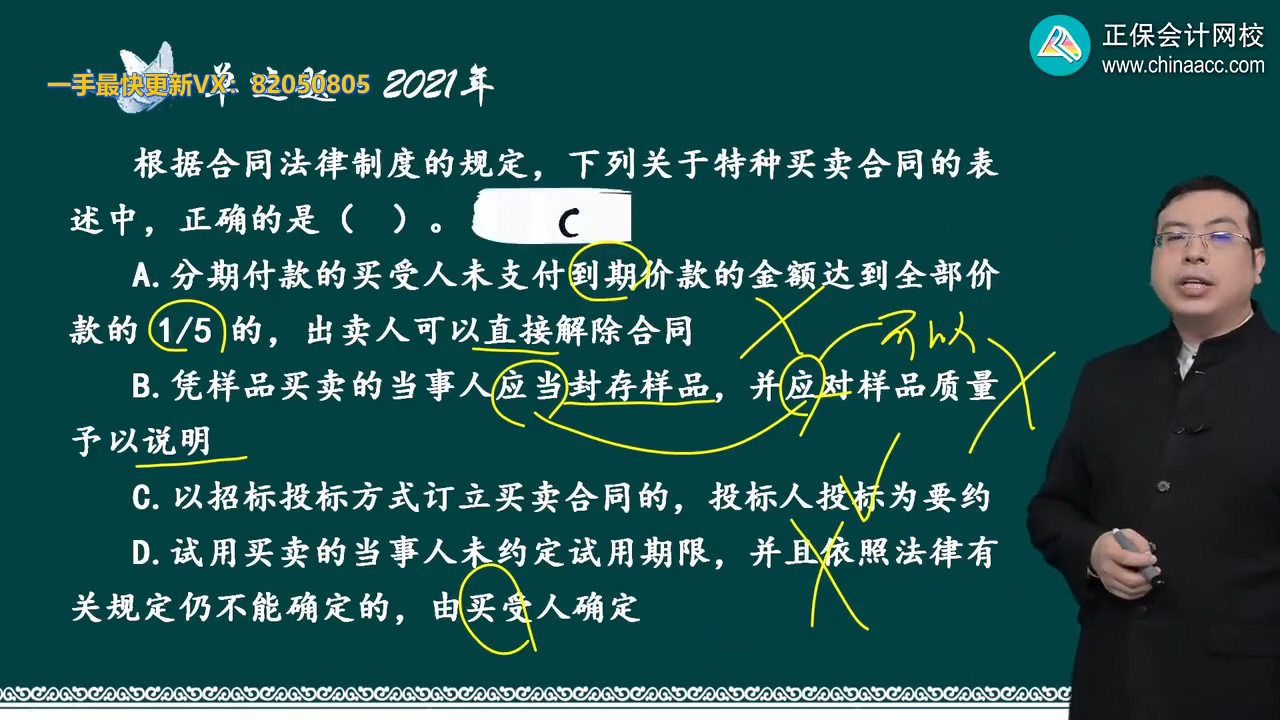 正保会计网校
www.chinaacc.com
一手最快更新VX：82050805
单选题 2021年
根据合同法律制度的规定，下列关于特种买卖合同的表
述中，正确的是（ ）。 C
A.分期付款的买受人未支付到期价款的金额达到全部价
款的1/5的，出卖人可以直接解除合同
可以
B.凭样品买卖的当事人应当封存样品，并应对样品质量
予以说明
C.以招标投标方式订立买卖合同的，投标人投标为要约
D.试用买卖的当事人未约定试用期限，并且依照法律有
关规定仍不能确定的，由买受人确定